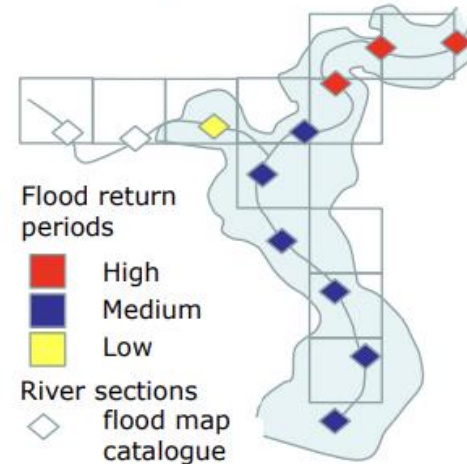 Flood return
periods
High
Medium
Low
River sections
flood map
catalogue